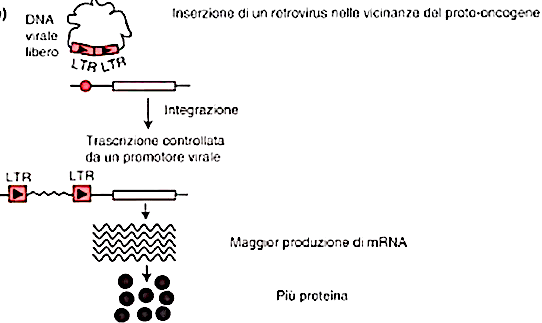 ) Inserzione di un retrovirus nelle vicinanze del proto-oncogene
DNA
virale
libero
LTR LTR
Integrazione
Trascrizione controllata
da un promotore virale
LTR LTR
Maggior produzione di mRNA
Più proteina